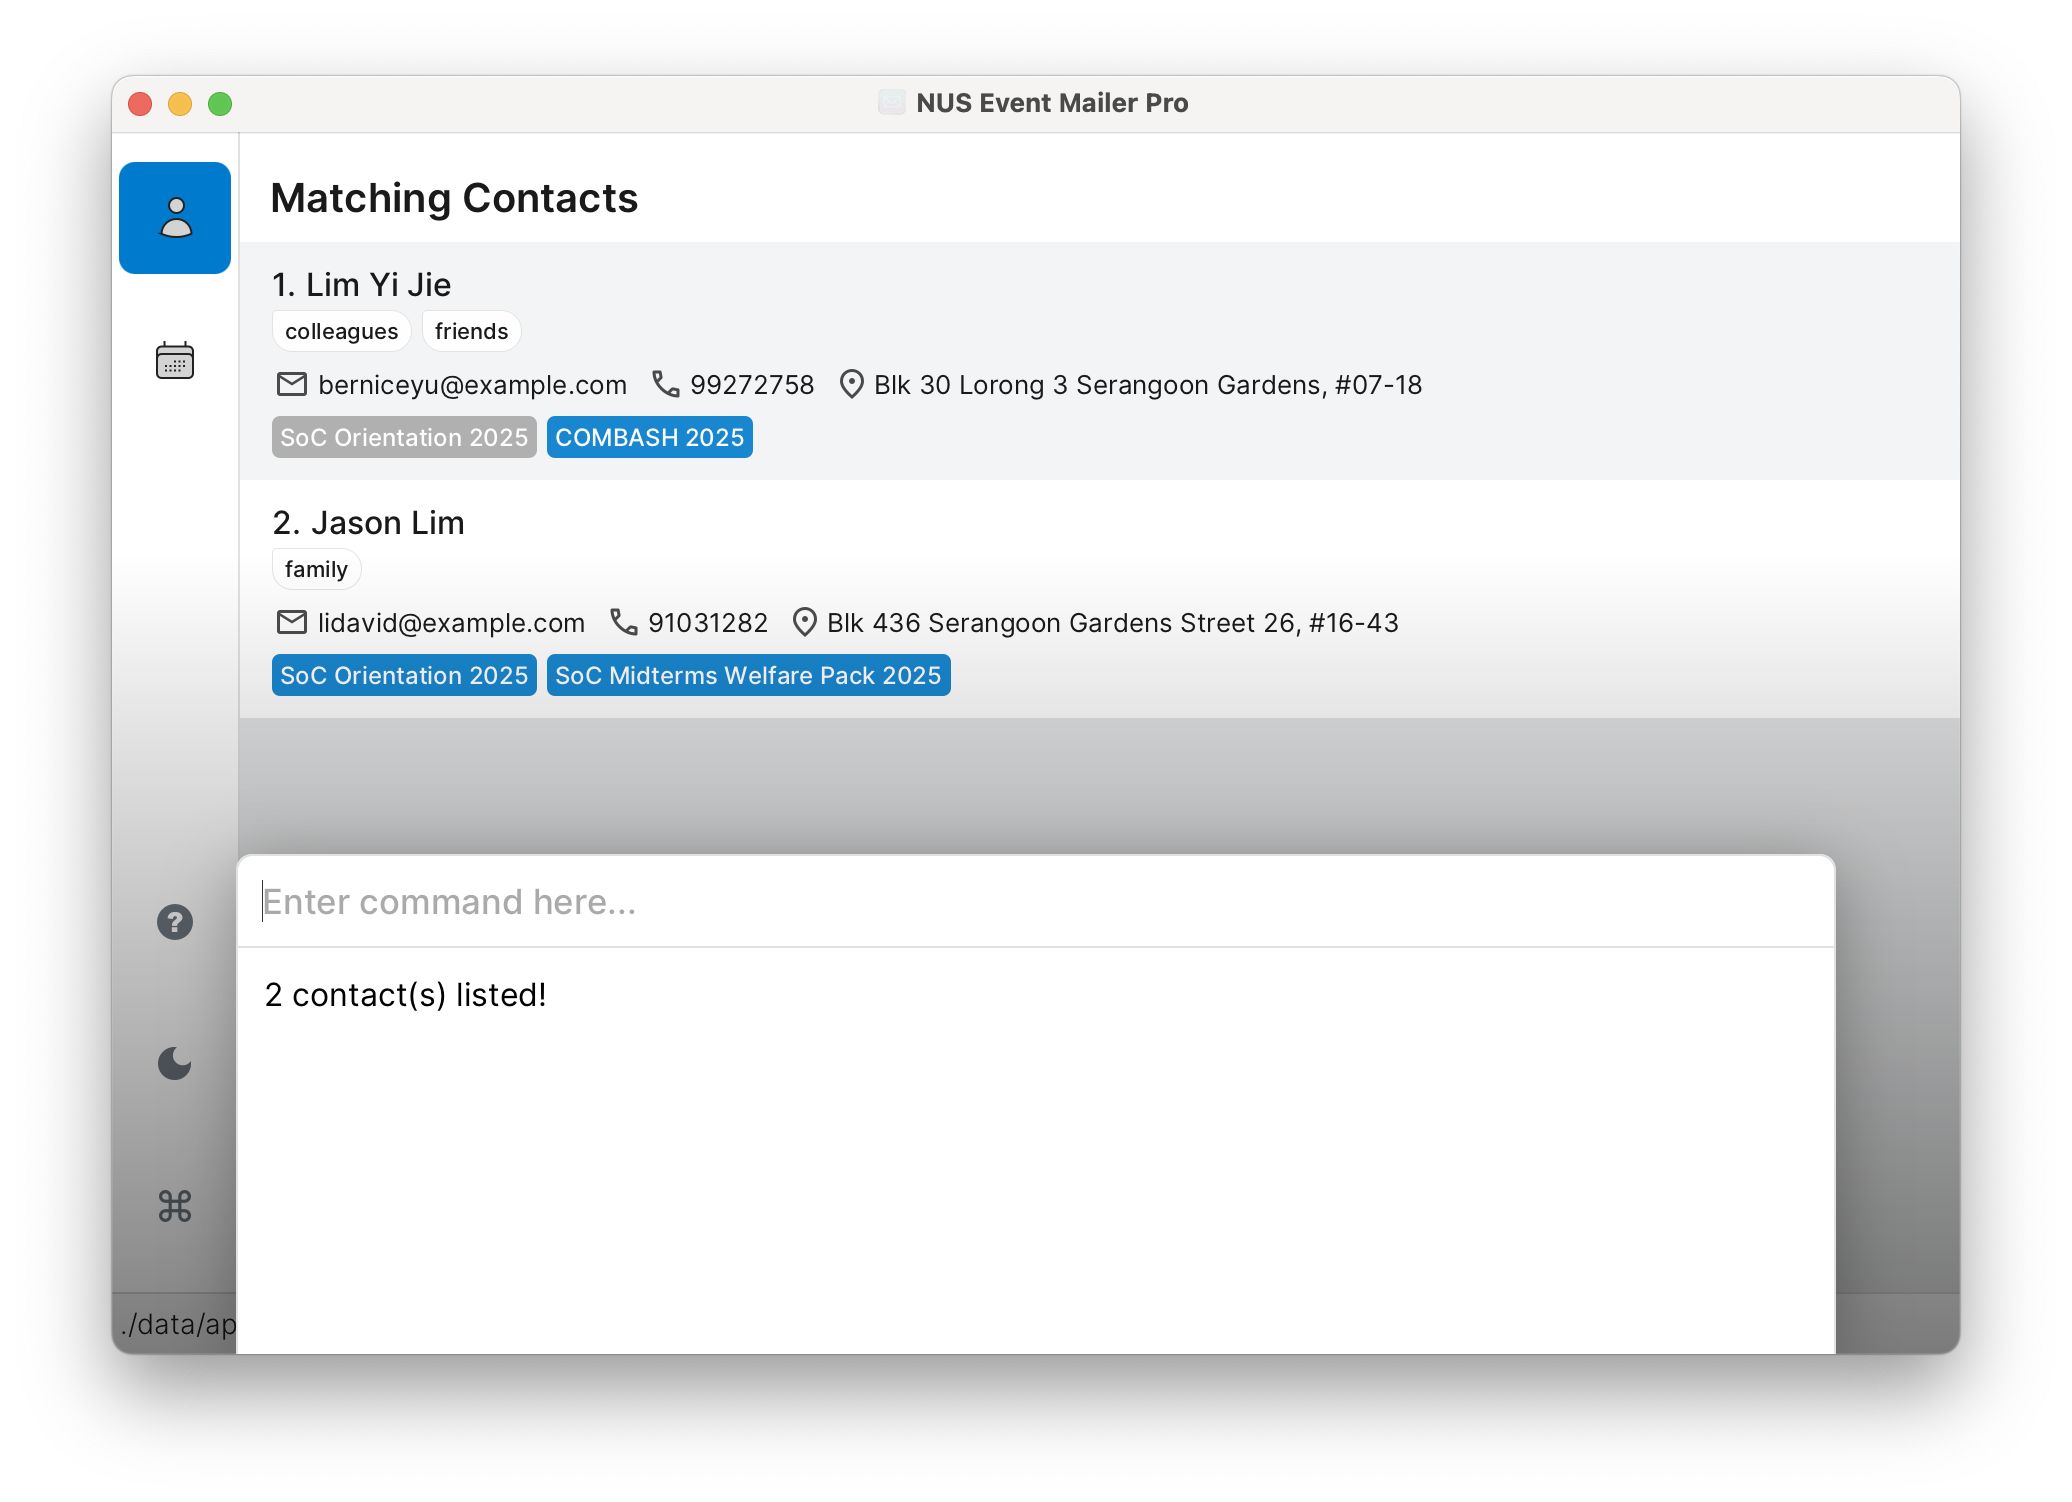 NUS Event Mailer Pro
Matching Contacts
1. Lim Yi Jie
colleagues friends
berniceyu@example.com 99272758 Blk 30 Lorong 3 Serangoon Gardens, #07-18
SoC Orientation 2025 COMBASH 2025
2. Jason Lim
family
lidavid@example.com 91031282 Blk 436 Serangoon Gardens Street 26, #16-43
SoC Orientation 2025 SoC Midterms Welfare Pack 2025
Enter command here...
2 contact(s) listed!
./data/ap